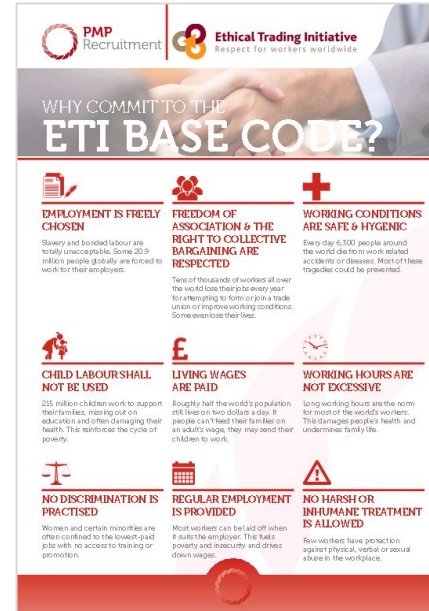 PMP
Recruitment
Ethical Trading Initiative
Respect for workers worldwide
WHY COMMIT TO THE
ETI BASE CODE?
EMPLOYMENT IS FREELY
CHOSEN
Slavery and bonded labour are
totally unacceptable. Some 20.9
million people globally are forced to
work for their employers.
FREEDOM OF
ASSOCIATION & THE
RIGHT TO COLLECTIVE
BARGAINING ARE
RESPECTED
Tens of thousands of workers all over
the world lose their jobs every year
for attempting to form or join a trade
union or improve working conditions.
Some even lose their lives.
WORKING CONDITIONS
ARE SAFE & HYGENIC
Every day 6,300 people around
the world die from work related
accidents or diseases. Most of these
tragedies could be prevented.
CHILD LABOUR SHALL
NOT BE USED
215 million children work to support
their families, missing out on
education and often damaging their
health. This reinforces the cycle of
poverty.
£
LIVING WAGES
ARE PAID
Roughly half the world's population
still lives on two dollars a day. If
people can't feed their families on
an adult's wage, they may send their
children to work.
WORKING HOURS ARE
NOT EXCESSIVE
Long working hours are the norm
for most of the world's workers.
This damages people's health and
undermines family life.
NO DISCRIMINATION IS
PRACTISED
Women and certain minorities are
often confined to the lowest-paid
jobs with no access to training or
promotion.
REGULAR EMPLOYMENT
IS PROVIDED
Most workers can be laid off when
it suits the employer. This fuels
poverty and insecurity and drives
down wages.
NO HARSH OR
INHUMANE TREATMENT
IS ALLOWED
Few workers have protection
against physical, verbal or sexual
abuse in the workplace.